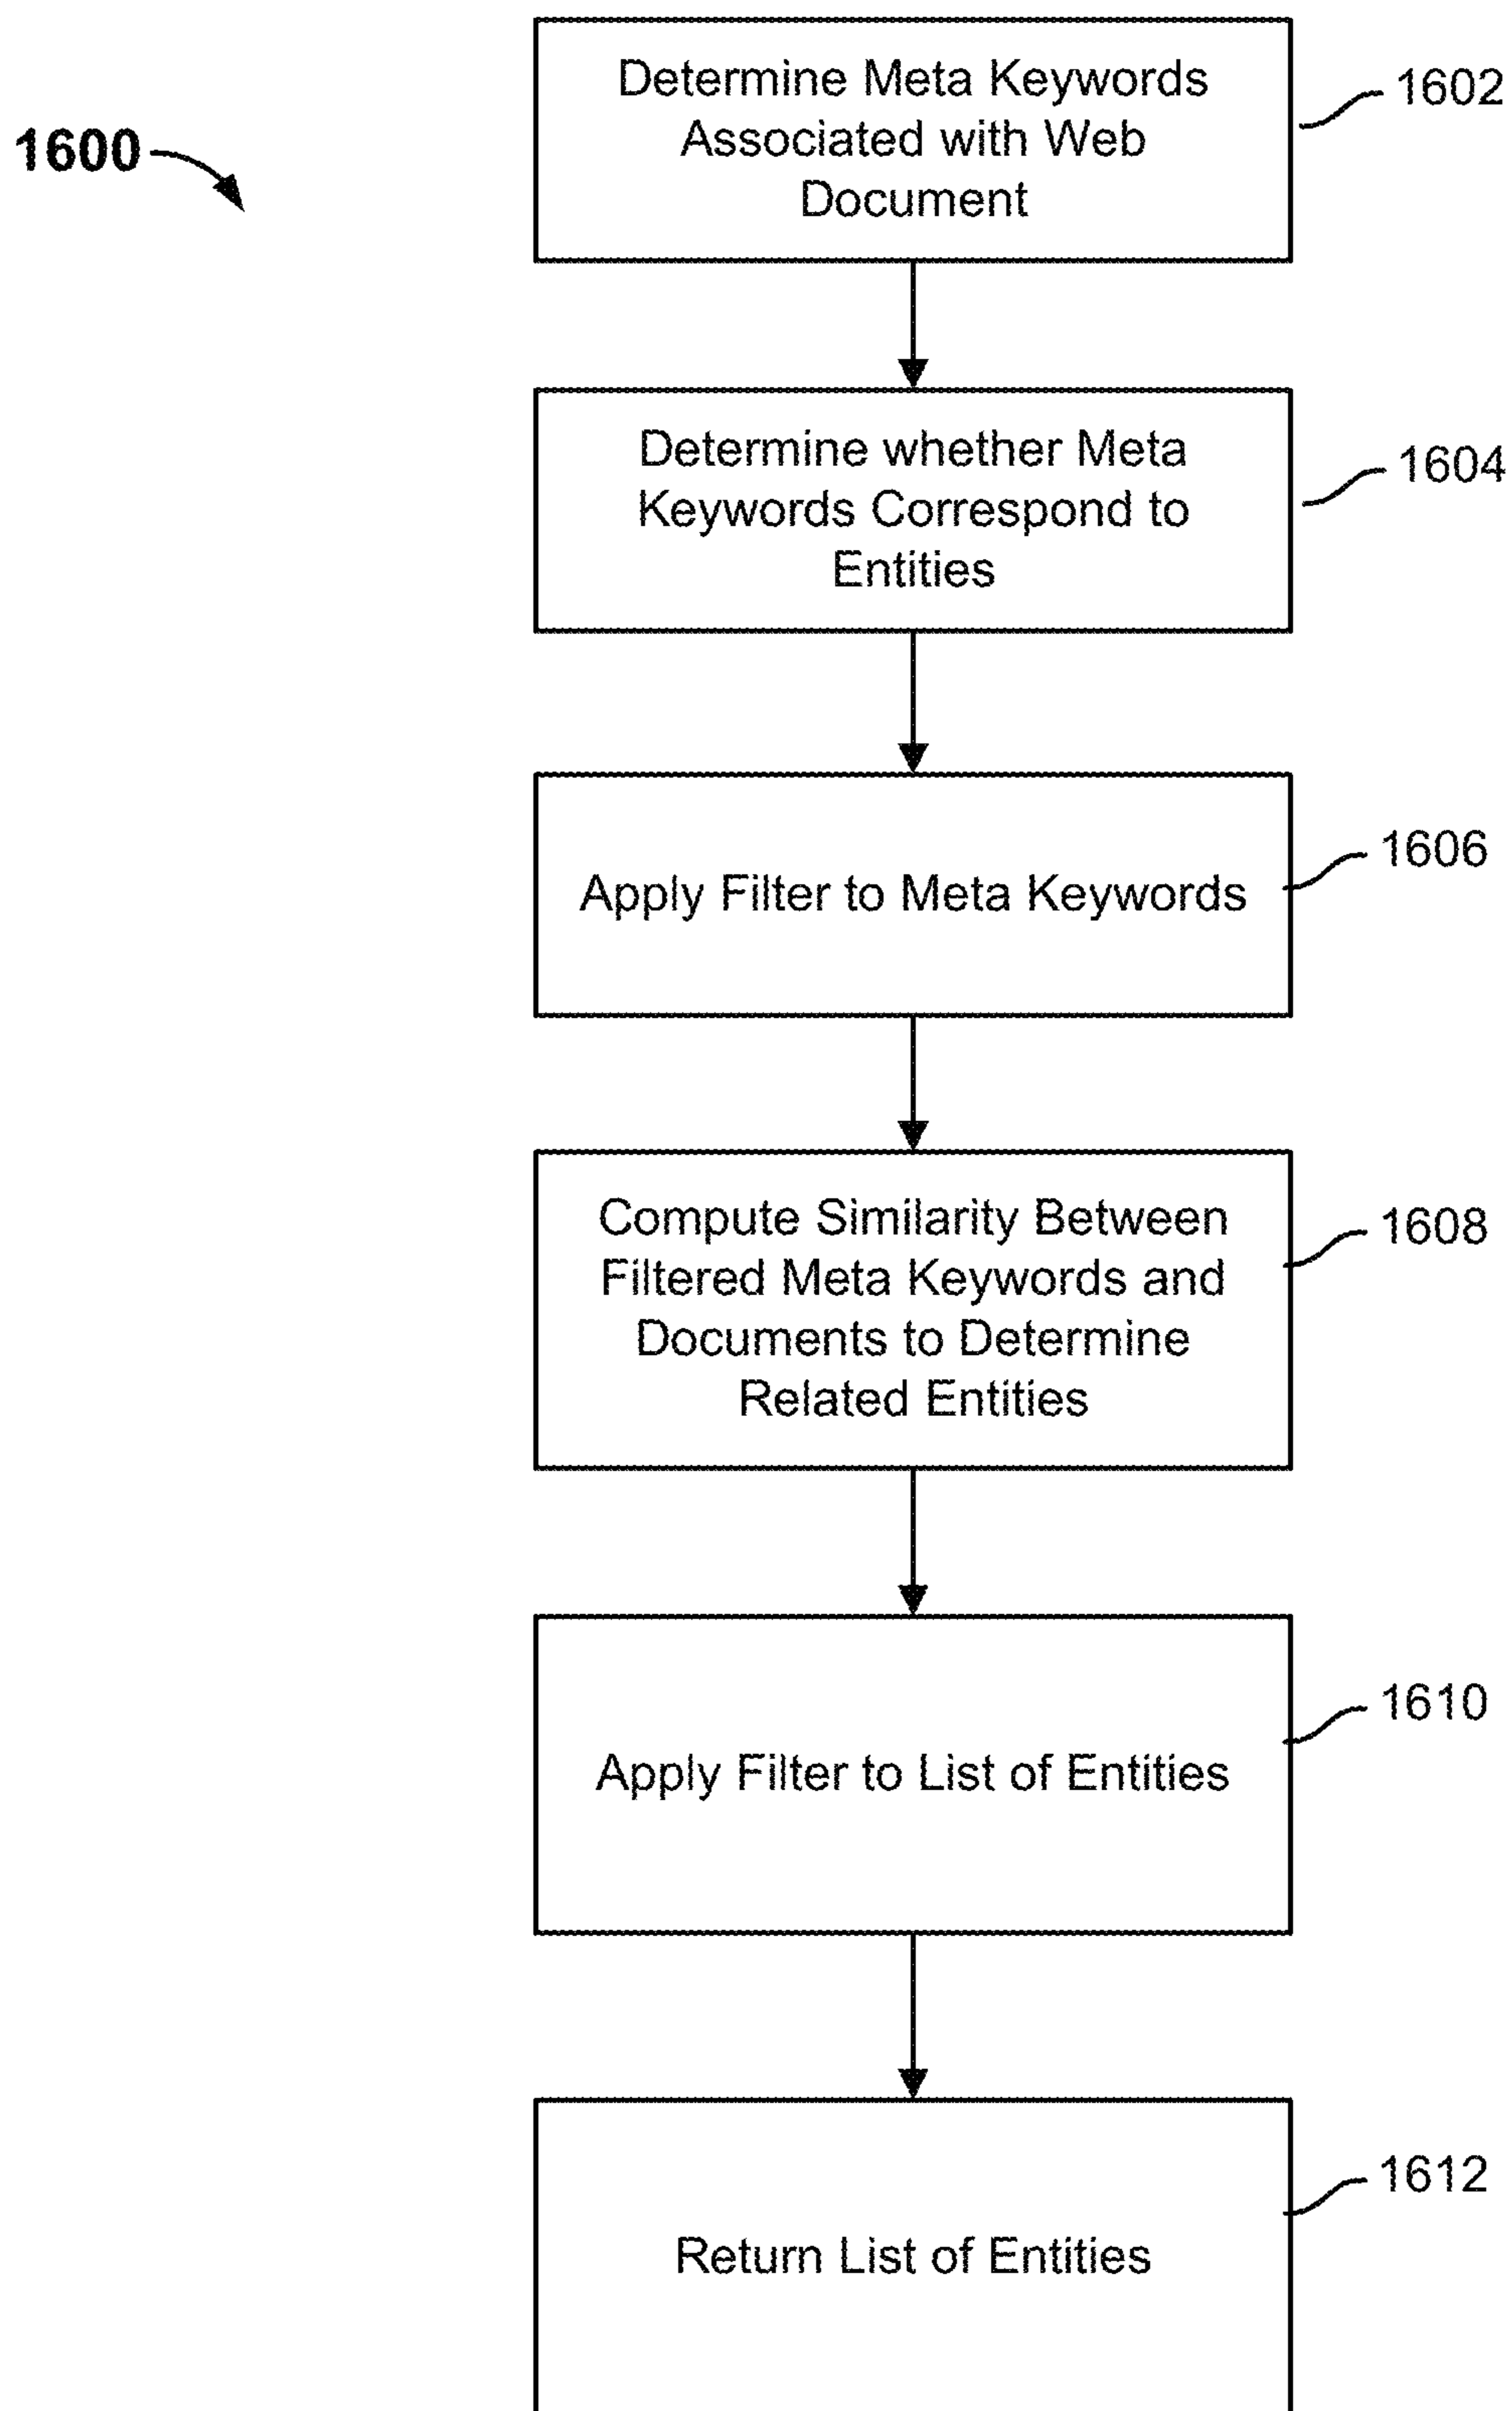 1600
Determine Meta Keywords
Associated with Web
Document
1602
Determine whether Meta
Keywords Correspond to
Entities
1604
Apply Filter to Meta Keywords
1606
Compute Similarity Between
Filtered Meta Keywords and
Documents to Determine
Related Entities
1608
Apply Filter to List of Entities
1610
Return List of Entities
1612